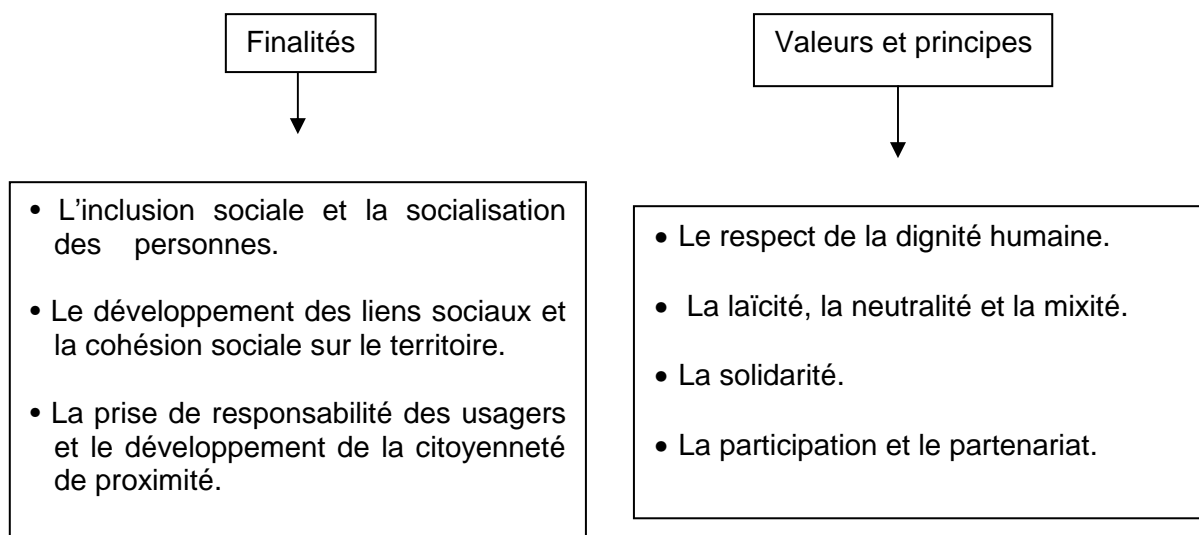 Finalités
Valeurs et principes
• L'inclusion sociale et la socialisation
des personnes.
• Le développement des liens sociaux et
la cohésion sociale sur le territoire.
• La prise de responsabilité des usagers
et le développement de la citoyenneté
de proximité.
• Le respect de la dignité humaine.
• La laïcité, la neutralité et la mixité.
• La solidarité.
• La participation et le partenariat.